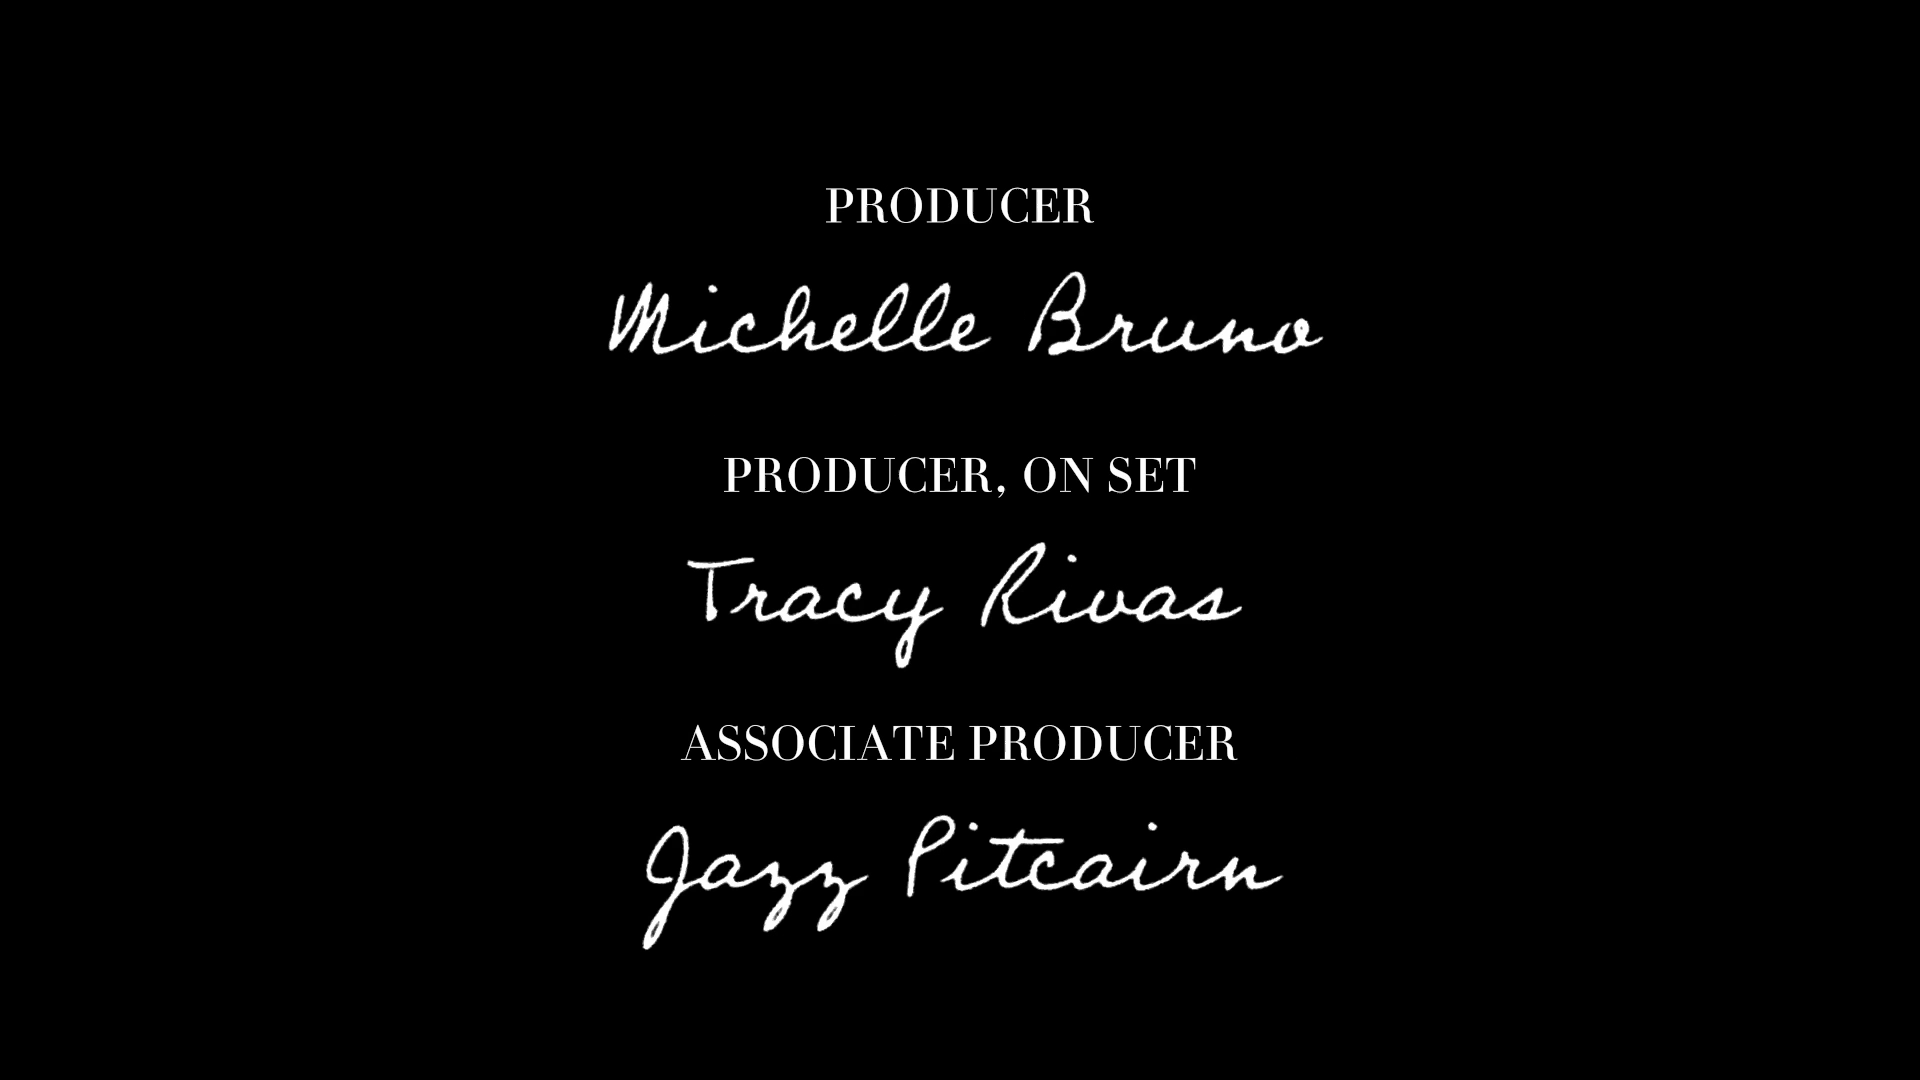 PRODUCER
Michelle Bruno
PRODUCER, ON SET
Tracy Rivas
ASSOCIATE PRODUCER
Jazz Pitcairn